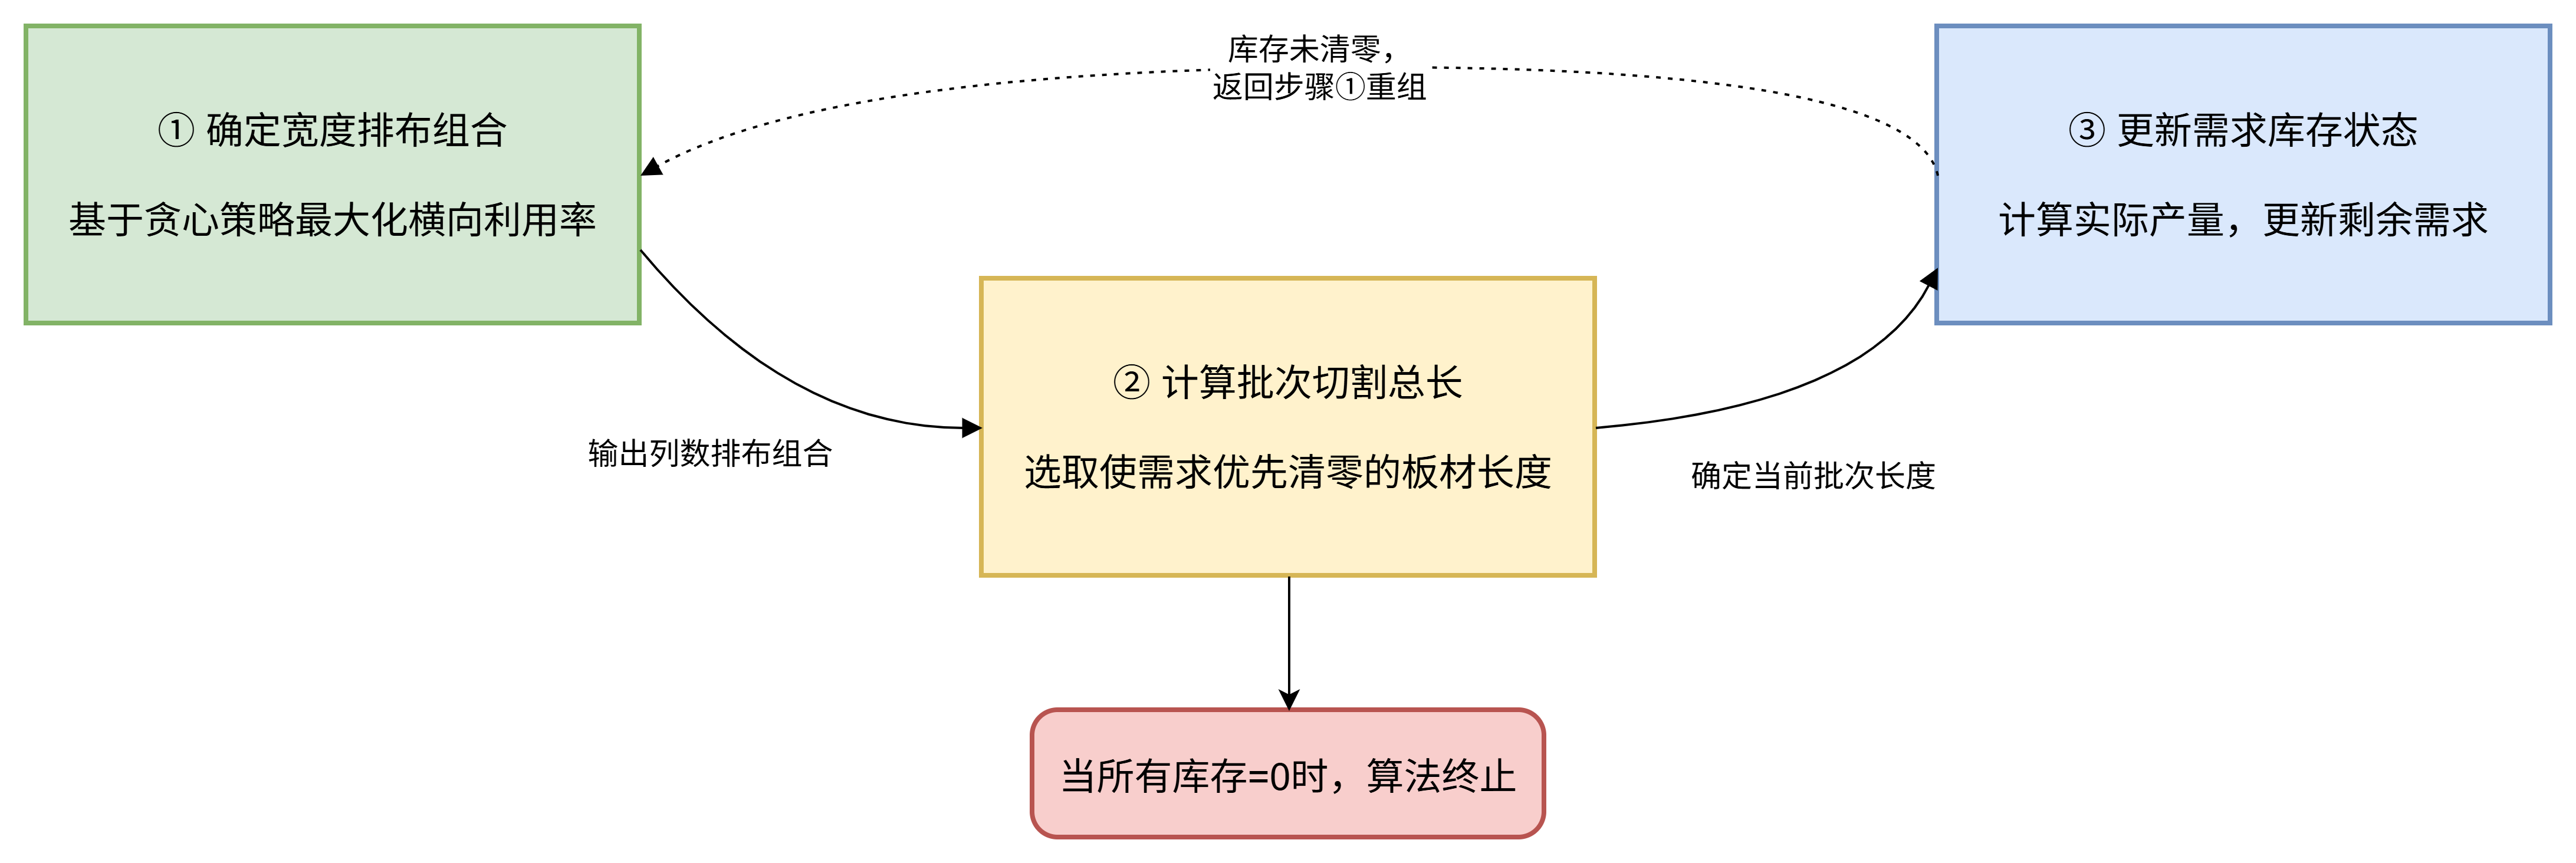 ① 确定宽度排布组合
基于贪心策略最大化横向利用率
库存未清零，
返回步骤①重组
③ 更新需求库存状态
计算实际产量，更新剩余需求
② 计算批次切割总长
选取使需求优先清零的板材长度
输出列数排布组合
确定当前批次长度
当所有库存=0时，算法终止